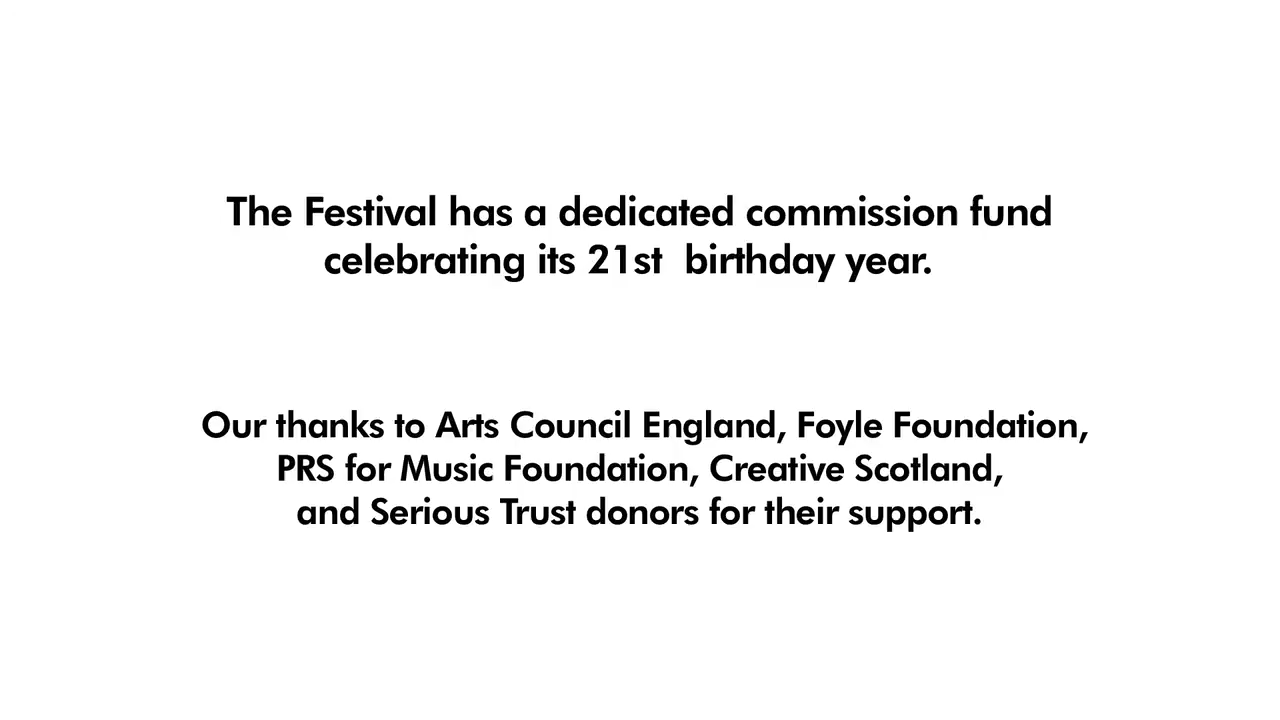 The Festival has a dedicated commission fund
celebrating its 21st  birthday year.
Our thanks to Arts Council England, Foyle Foundation,
PRS for Music Foundation, Creative Scotland,
and Serious Trust donors for their support.